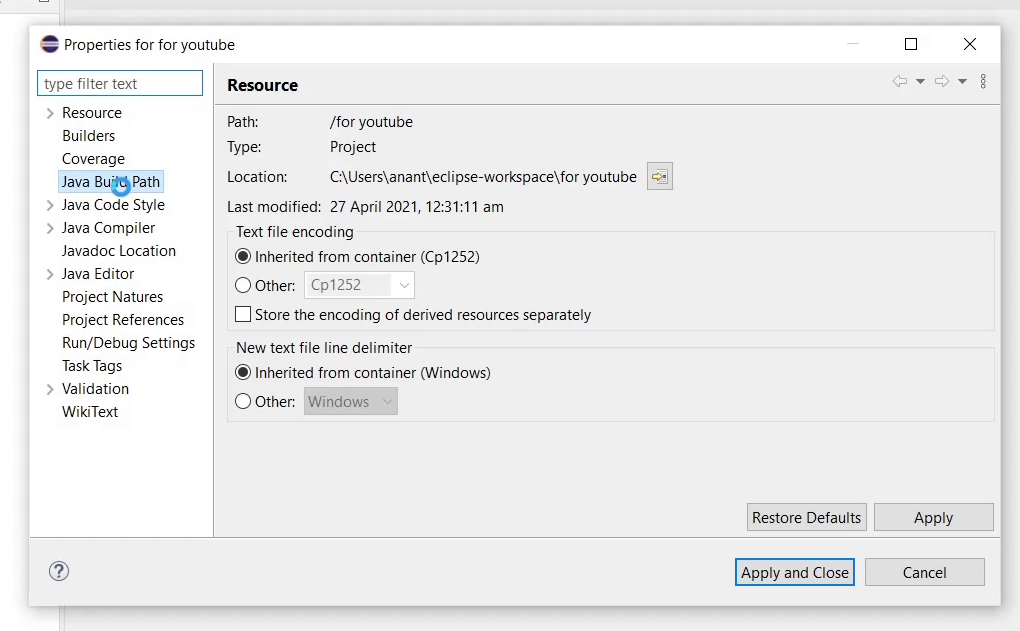 Properties for for youtube
type filter text
Resource
Builders
Coverage
Java Build Path
Java Code Style
Java Compiler
Javadoc Location
Java Editor
Project Natures
Project References
Run/Debug Settings
Task Tags
Validation
WikiText
Resource
Path: /for youtube
Type: Project
Location: C:\Users\anant\eclipse-workspace\for youtube
Last modified: 27 April 2021, 12:31:11 am
Text file encoding
Inherited from container (Cp1252)
Other: Cp1252
Store the encoding of derived resources separately
New text file line delimiter
Inherited from container (Windows)
Other: Windows
Restore Defaults Apply
? Apply and Close Cancel